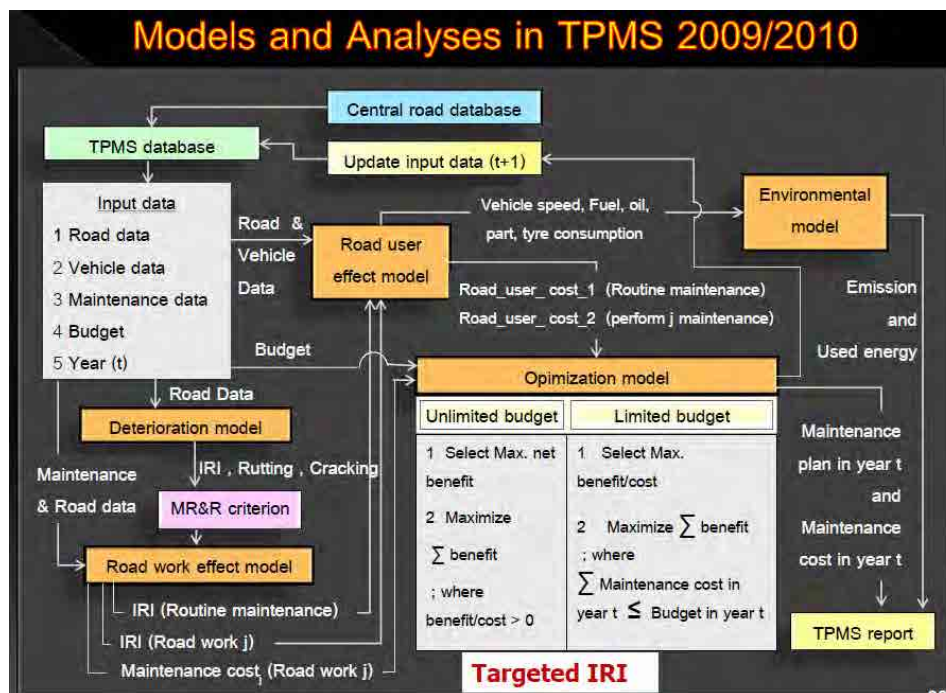 Models and Analyses in TPMS 2009/2010
Central road database
TPMS database
Update input data (t+1)
Input data
1 Road data
2 Vehicle data
3 Maintenance data
4 Budget
5 Year (t)
Road &
Vehicle
Data
Road user
effect model
Vehicle speed, Fuel, oil,
part, tyre consumption
Environmental
model
Road_user_ cost_1 (Routine maintenance)
Road_user_ cost_2 (perform j maintenance)
Emission
and
Used energy
Budget
Road Data
Opimization model
Deterioration model
IRI , Rutting , Cracking
Maintenance
& Road data
MR&R criterion
Road work effect model
IRI (Routine maintenance)
IRI (Road work j)
Maintenance cost j (Road work j)
Unlimited budget
1 Select Max. net
benefit
2 Maximize
∑ benefit
; where
benefit/cost > 0
Limited budget
1 Select Max.
benefit/cost
2 Maximize ∑ benefit
; where
∑ Maintenance cost in
year t ≤ Budget in year t
Maintenance
plan in year t
and
Maintenance
cost in year t
TPMS report
Targeted IRI